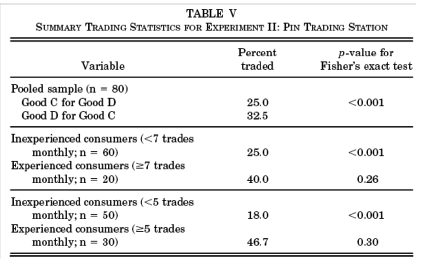 TABLE V
SUMMARY TRADING STATISTICS FOR EXPERIMENT II: PIN TRADING STATION
Variable Percent traded p-value for Fisher's exact test
Pooled sample (n = 80)
Good C for Good D 25.0 <0.001
Good D for Good C 32.5
Inexperienced consumers (<7 trades
monthly; n = 60) 25.0 <0.001
Experienced consumers (≥7 trades
monthly; n = 20) 40.0 0.26
Inexperienced consumers (<5 trades
monthly; n = 50) 18.0 <0.001
Experienced consumers (≥5 trades
monthly; n = 30) 46.7 0.30